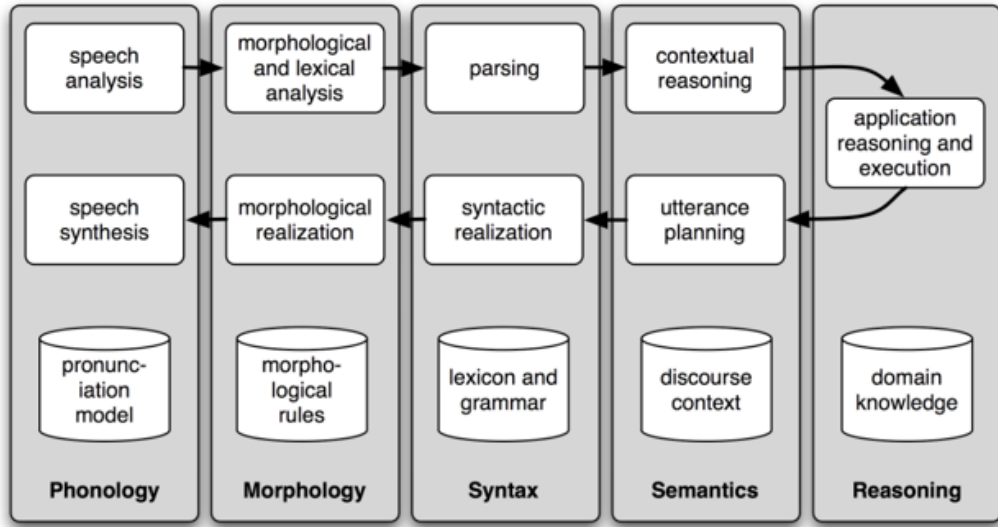 speech
analysis
morphological
and lexical
analysis
parsing
contextual
reasoning
application
reasoning and
execution
speech
synthesis
morphological
realization
syntactic
realization
utterance
planning
pronunc-
iation
model
morpho-
logical
rules
lexicon and
grammar
discourse
context
domain
knowledge
Phonology
Morphology
Syntax
Semantics
Reasoning